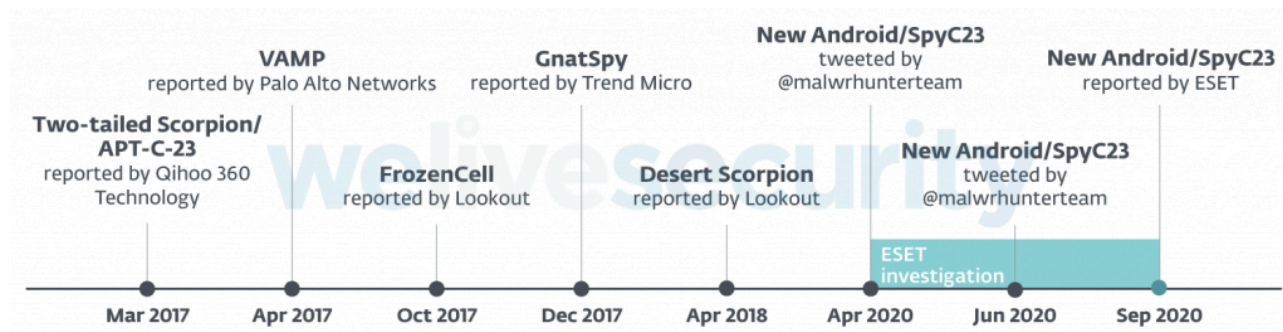 Two-tailed Scorpion/
APT-C-23
reported by Qihoo 360
Technology
VAMP
reported by Palo Alto Networks
FrozenCell
reported by Lookout
GnatSpy
reported by Trend Micro
Desert Scorpion
reported by Lookout
New Android/SpyC23
tweeted by
@malwrhunterteam
New Android/SpyC23
tweeted by
@malwrhunterteam
New Android/SpyC23
reported by ESET
welivesecurity
ESET
investigation
Mar 2017
Apr 2017
Oct 2017
Dec 2017
Apr 2018
Apr 2020
Jun 2020
Sep 2020